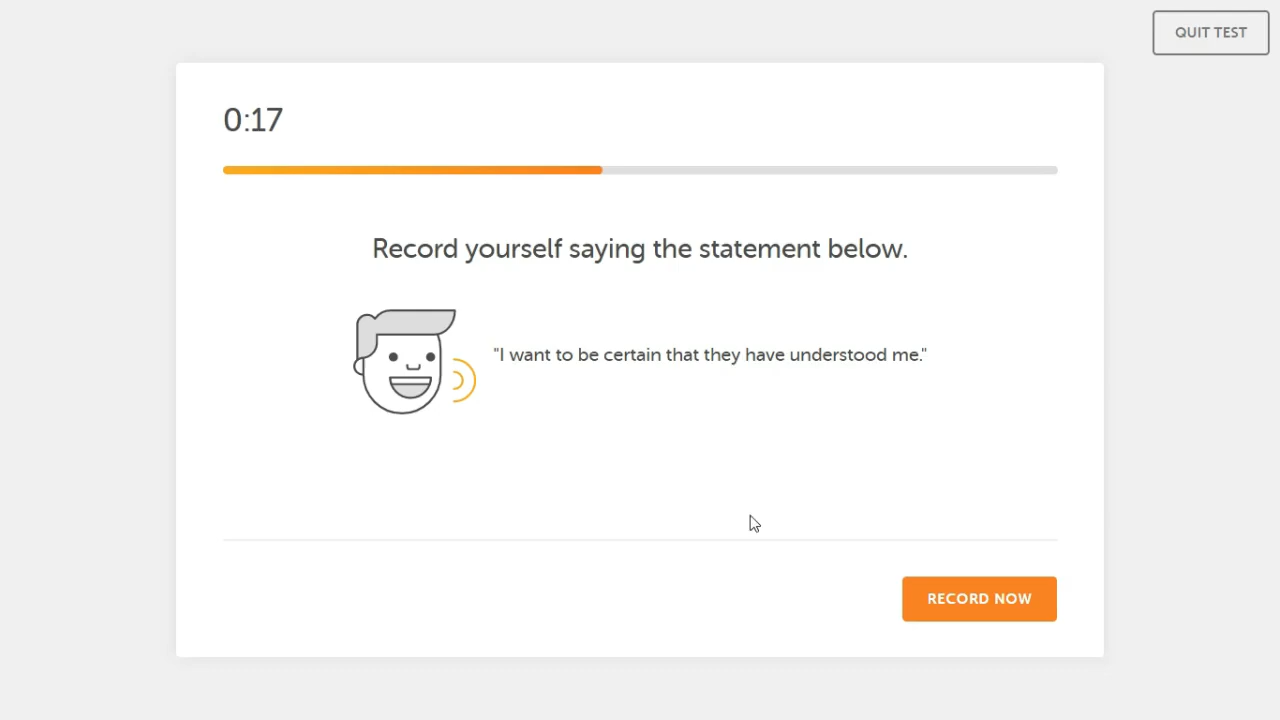 QUIT TEST
0:17
Record yourself saying the statement below.
"I want to be certain that they have understood me."
RECORD NOW